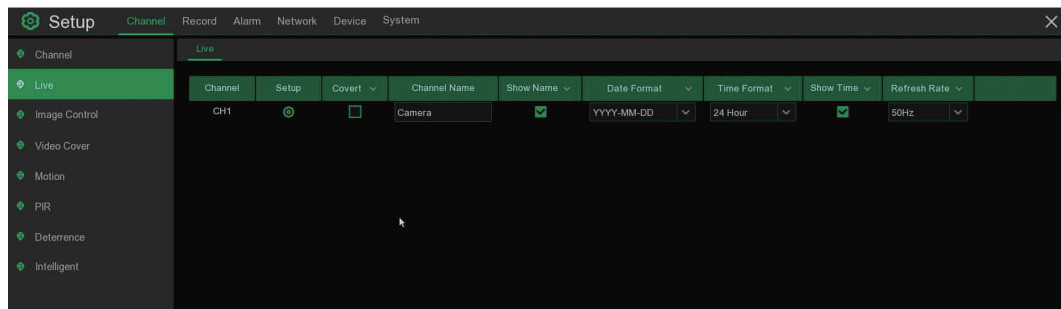 Setup Channel Record Alarm Network Device System
Channel
Live
Image Control
Video Cover
Motion
PIR
Deterrence
Intelligent
Live
Channel Setup Covert Channel Name Show Name Date Format Time Format Show Time Refresh Rate
CH1 Camera YYYY-MM-DD 24 Hour 50Hz